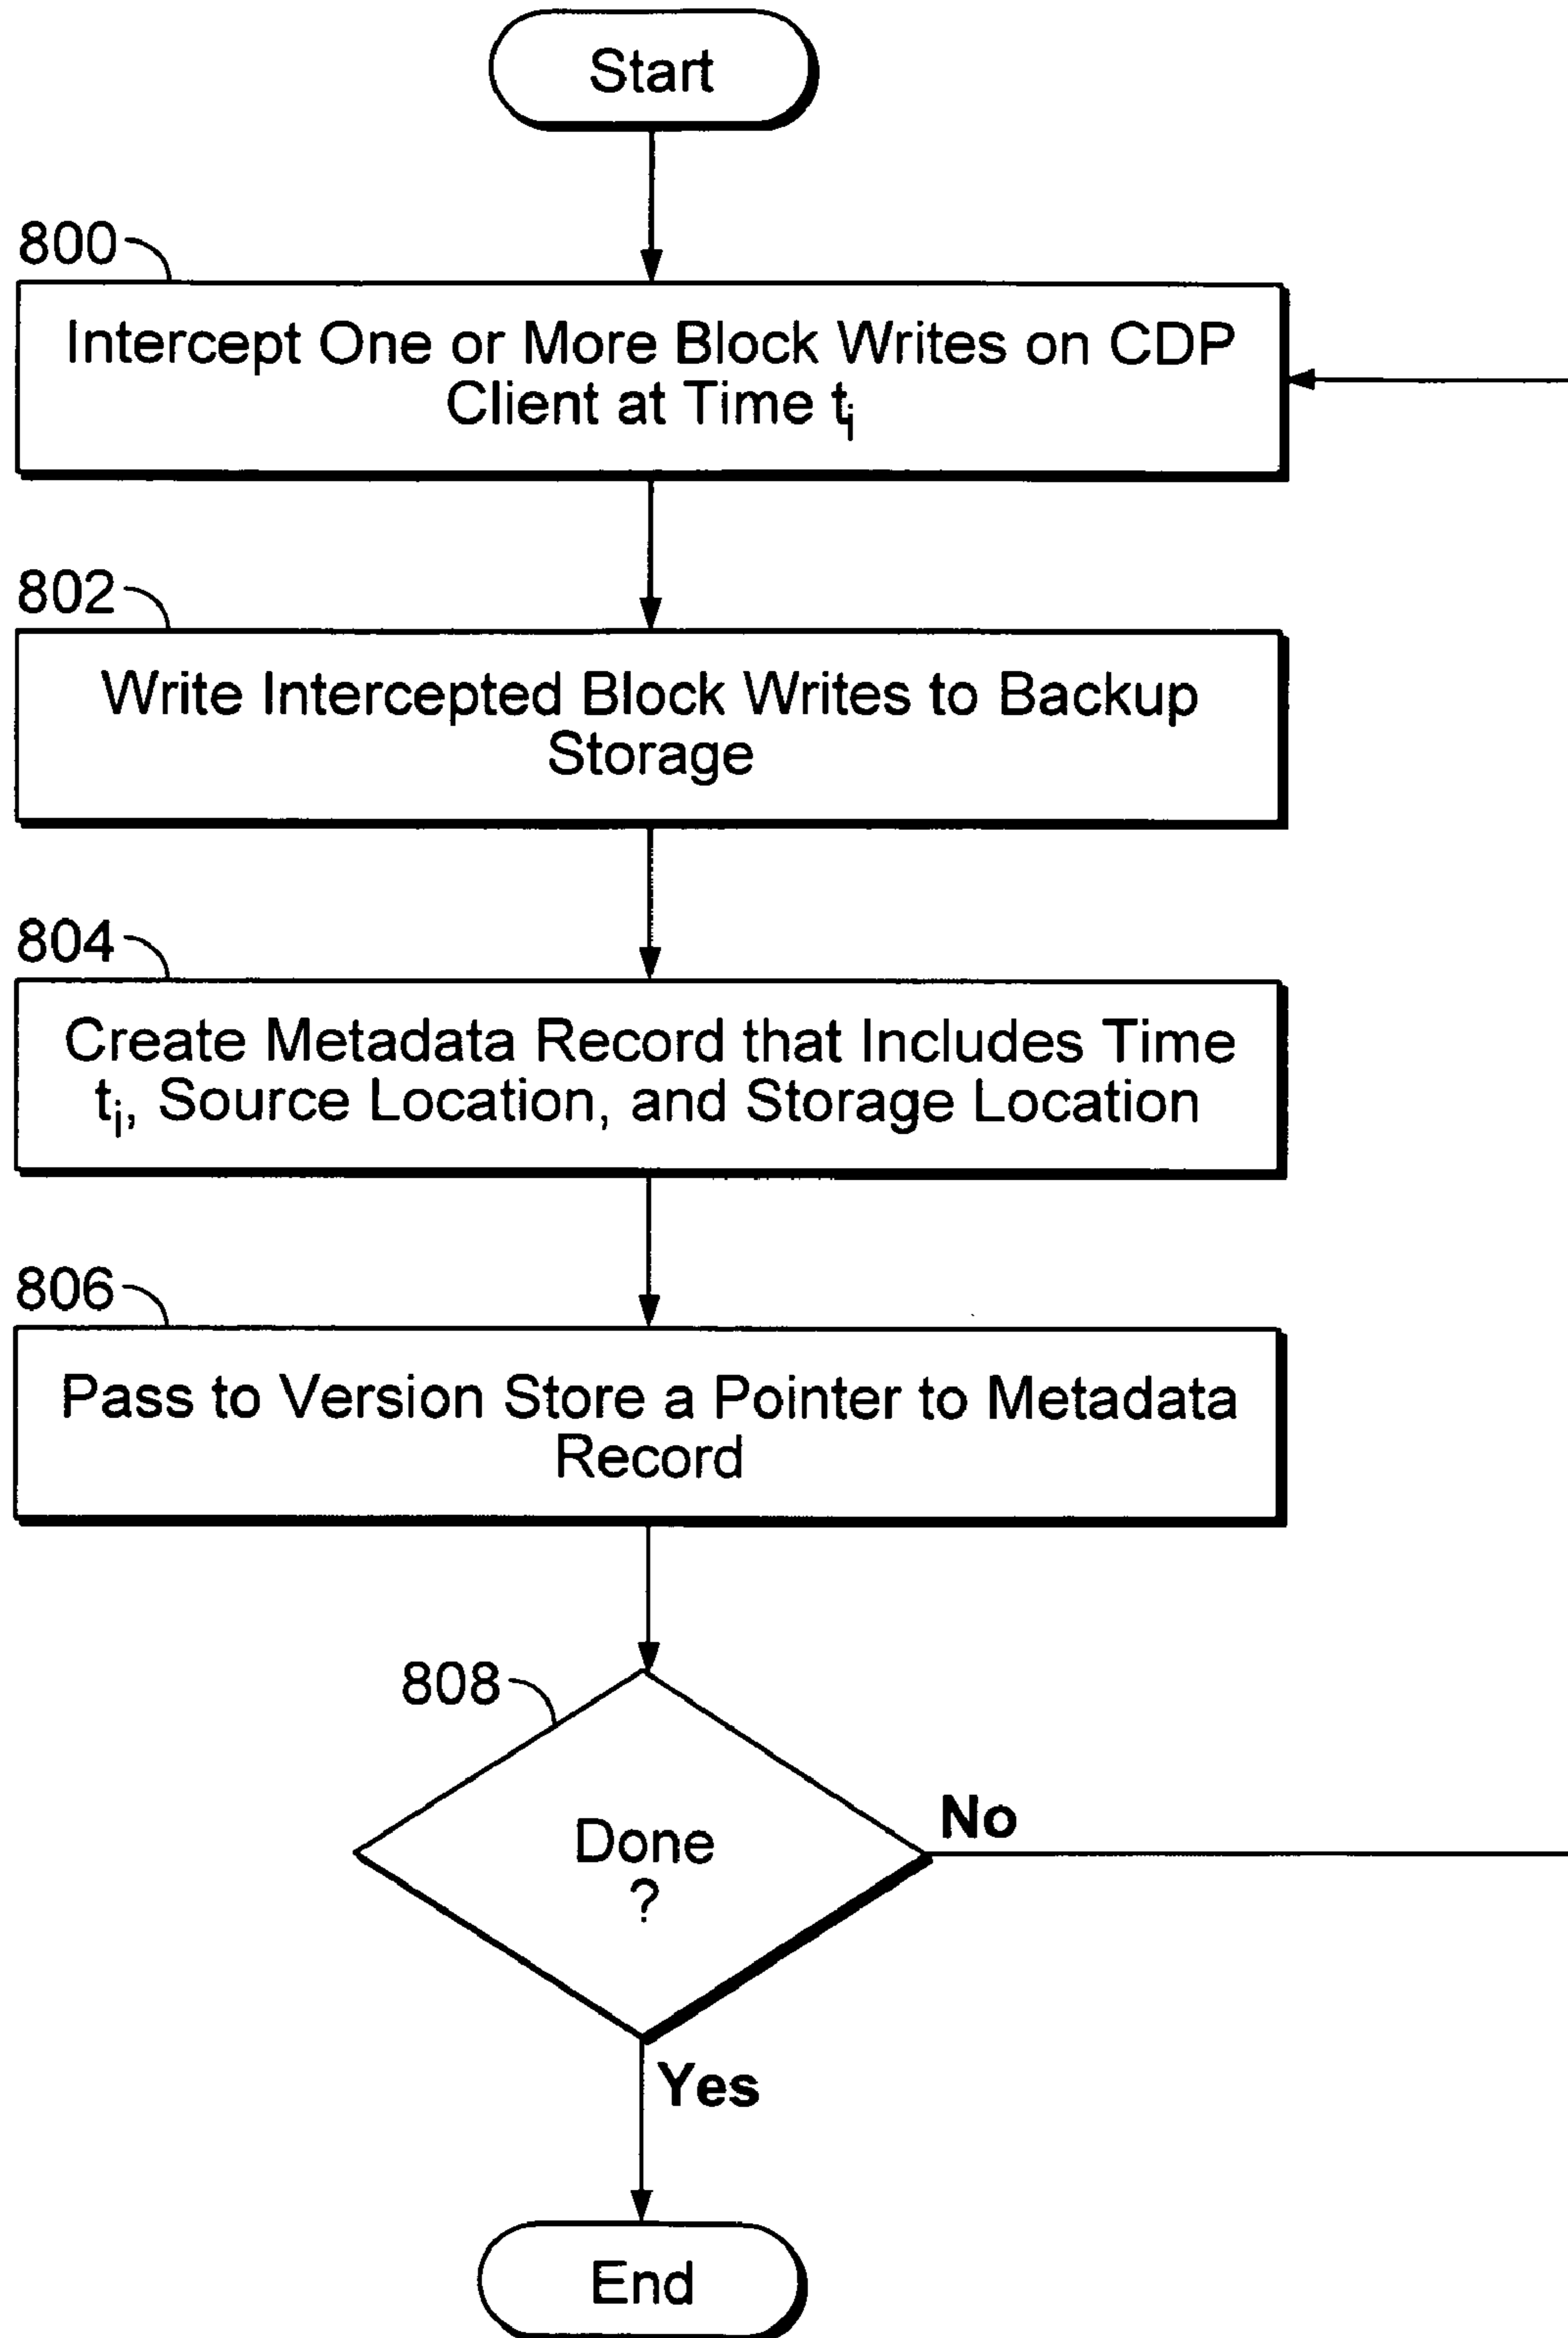 Start
800
Intercept One or More Block Writes on CDP
Client at Time tᵢ
802
Write Intercepted Block Writes to Backup
Storage
804
Create Metadata Record that Includes Time
tᵢ, Source Location, and Storage Location
806
Pass to Version Store a Pointer to Metadata
Record
808
Done
?
No
Yes
End